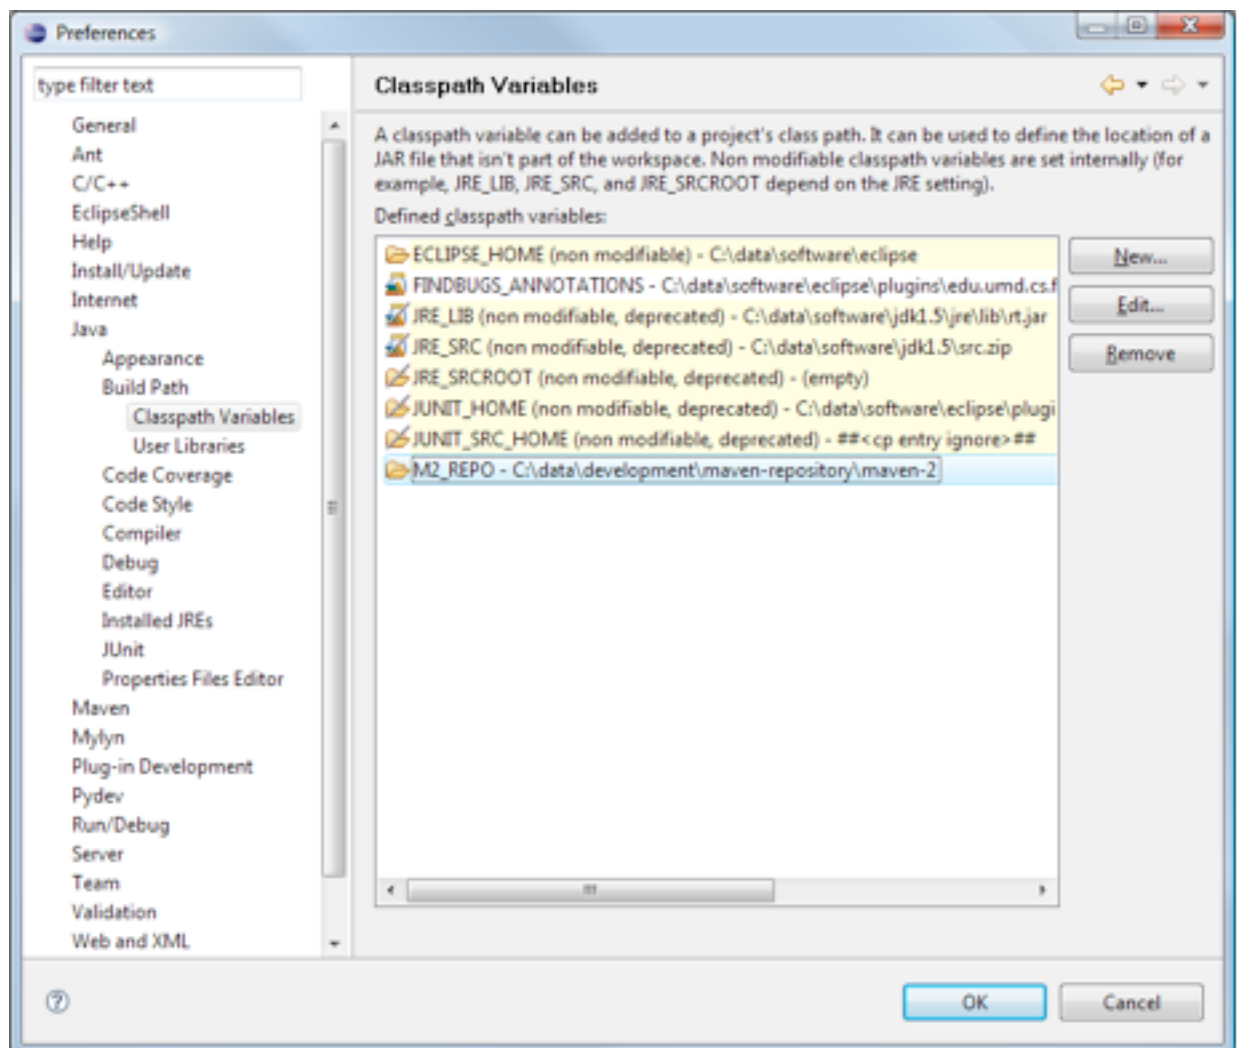 Preferences
type filter text
General
Ant
C/C++
EclipseShell
Help
Install/Update
Internet
Java
Appearance
Build Path
Classpath Variables
User Libraries
Code Coverage
Code Style
Compiler
Debug
Editor
Installed JREs
JUnit
Properties Files Editor
Maven
Mylyn
Plug-in Development
Pydev
Run/Debug
Server
Team
Validation
Web and XML
Classpath Variables
A classpath variable can be added to a project's class path. It can be used to define the location of a
JAR file that isn't part of the workspace. Non modifiable classpath variables are set internally (for
example, JRE_LIB, JRE_SRC, and JRE_SRCROOT depend on the JRE setting).
Defined classpath variables:
ECLIPSE_HOME (non modifiable) - C:\data\software\eclipse
FINDBUGS_ANNOTATIONS - C:\data\software\eclipse\plugins\edu.umd.cs.f
JRE_LIB (non modifiable, deprecated) - C:\data\software\jdk1.5\jre\lib\rt.jar
JRE_SRC (non modifiable, deprecated) - C:\data\software\jdk1.5\src.zip
JRE_SRCROOT (non modifiable, deprecated) - (empty)
JUNIT_HOME (non modifiable, deprecated) - C:\data\software\eclipse\plugi
JUNIT_SRC_HOME (non modifiable, deprecated) - ##<cp entry ignore>##
M2_REPO - C:\data\development\maven-repository\maven-2
New...
Edit...
Remove
OK
Cancel